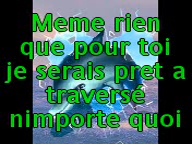 Meme rien
que pour toi
je serais pret a
traversé
nimporte quoi